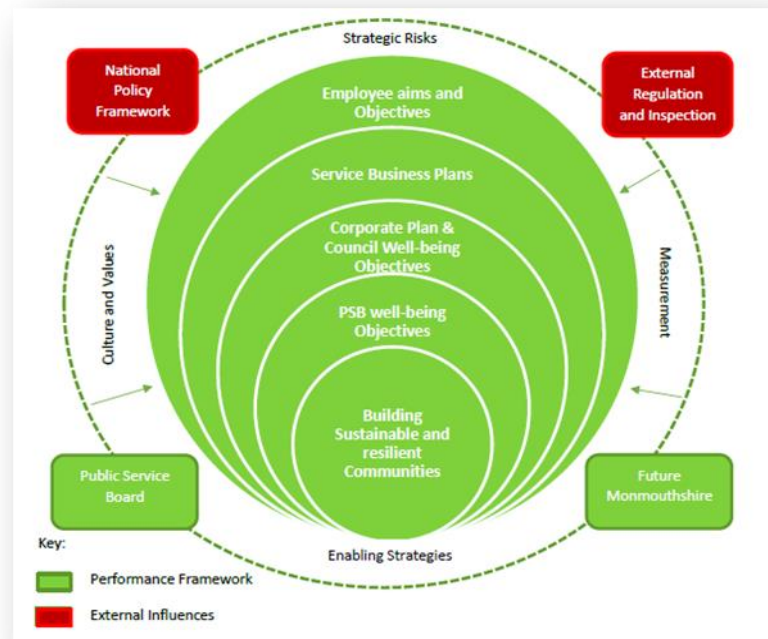 Strategic Risks
National
Policy
Framework
External
Regulation
and Inspection
Employee aims and
Objectives
Service Business Plans
Corporate Plan &
Council Well-being
Objectives
Culture and Values
Measurement
PSB well-being
Objectives
Building
Sustainable and
resilient
Communities
Public Service
Board
Future
Monmouthshire
Enabling Strategies
Key:
Performance Framework
External Influences